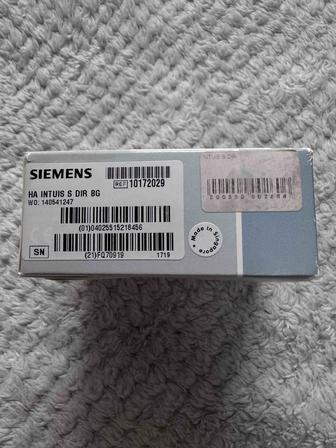 SIEMENS
REF 10172029
HA INTUIS S DIR BG
WO: 140541247
(01)04025515218456
SN
(21)FQ70919
1719
INTUIS S DIR
Made in Singapore